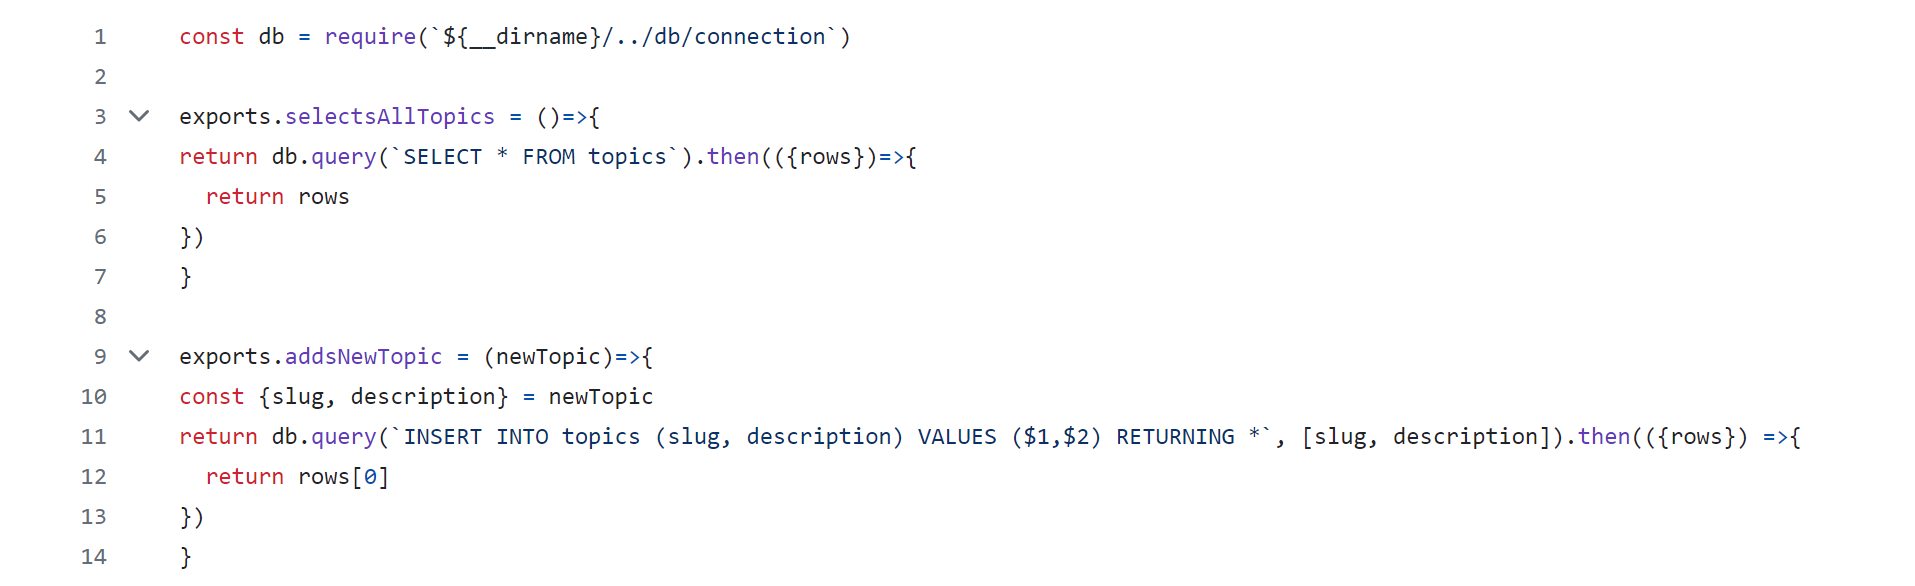 1 const db = require(`${__dirname}/../db/connection`)
2
3 exports.selectsAllTopics = ()=>{
4 return db.query(`SELECT * FROM topics`).then(({rows})=>{
5   return rows
6 })
7 }
8
9 exports.addsNewTopic = (newTopic)=>{
10 const {slug, description} = newTopic
11 return db.query(`INSERT INTO topics (slug, description) VALUES ($1,$2) RETURNING *`, [slug, description]).then(({rows}) =>{
12   return rows[0]
13 })
14 }